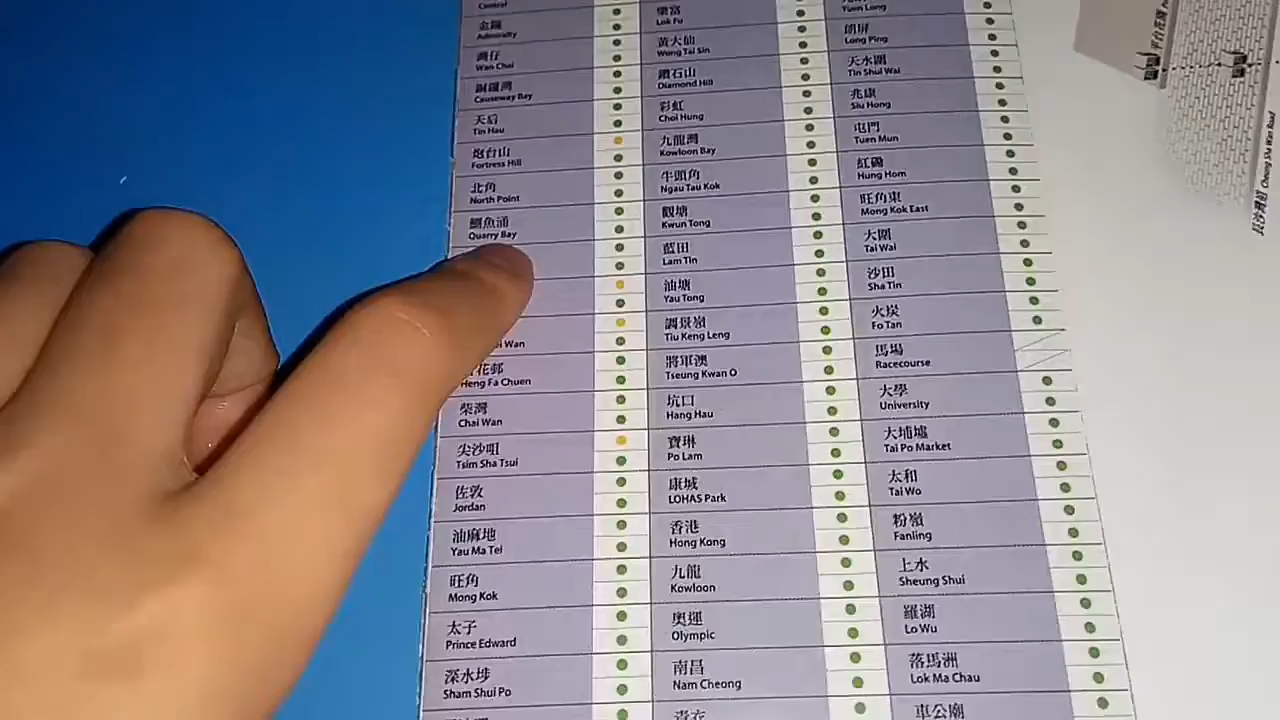 Central
金鐘
Admiralty
灣仔
Wan Chai
銅鑼灣
Causeway Bay
天后
Tin Hau
炮台山
Fortress Hill
北角
North Point
鰂魚涌
Quarry Bay
ei Wan
花邨
Heng Fa Chuen
柴灣
Chai Wan
尖沙咀
Tsim Sha Tsui
佐敦
Jordan
油麻地
Yau Ma Tei
旺角
Mong Kok
太子
Prince Edward
深水埗
Sham Shui Po
樂富
Lok Fu
黃大仙
Wong Tai Sin
鑽石山
Diamond Hill
彩虹
Choi Hung
九龍灣
Kowloon Bay
牛頭角
Ngau Tau Kok
觀塘
Kwun Tong
藍田
Lam Tin
油塘
Yau Tong
調景嶺
Tiu Keng Leng
將軍澳
Tseung Kwan O
坑口
Hang Hau
寶琳
Po Lam
康城
LOHAS Park
香港
Hong Kong
九龍
Kowloon
奧運
Olympic
南昌
Nam Cheong
青衣
Yuen Long
朗屏
Long Ping
天水圍
Tin Shui Wai
兆康
Siu Hong
屯門
Tuen Mun
紅磡
Hung Hom
旺角東
Mong Kok East
大圍
Tai Wai
沙田
Sha Tin
火炭
Fo Tan
馬場
Racecourse
大學
University
大埔墟
Tai Po Market
太和
Tai Wo
粉嶺
Fanling
上水
Sheung Shui
羅湖
Lo Wu
落馬洲
Lok Ma Chau
車公廟
長沙灣道 Cheung Sha Wan Road